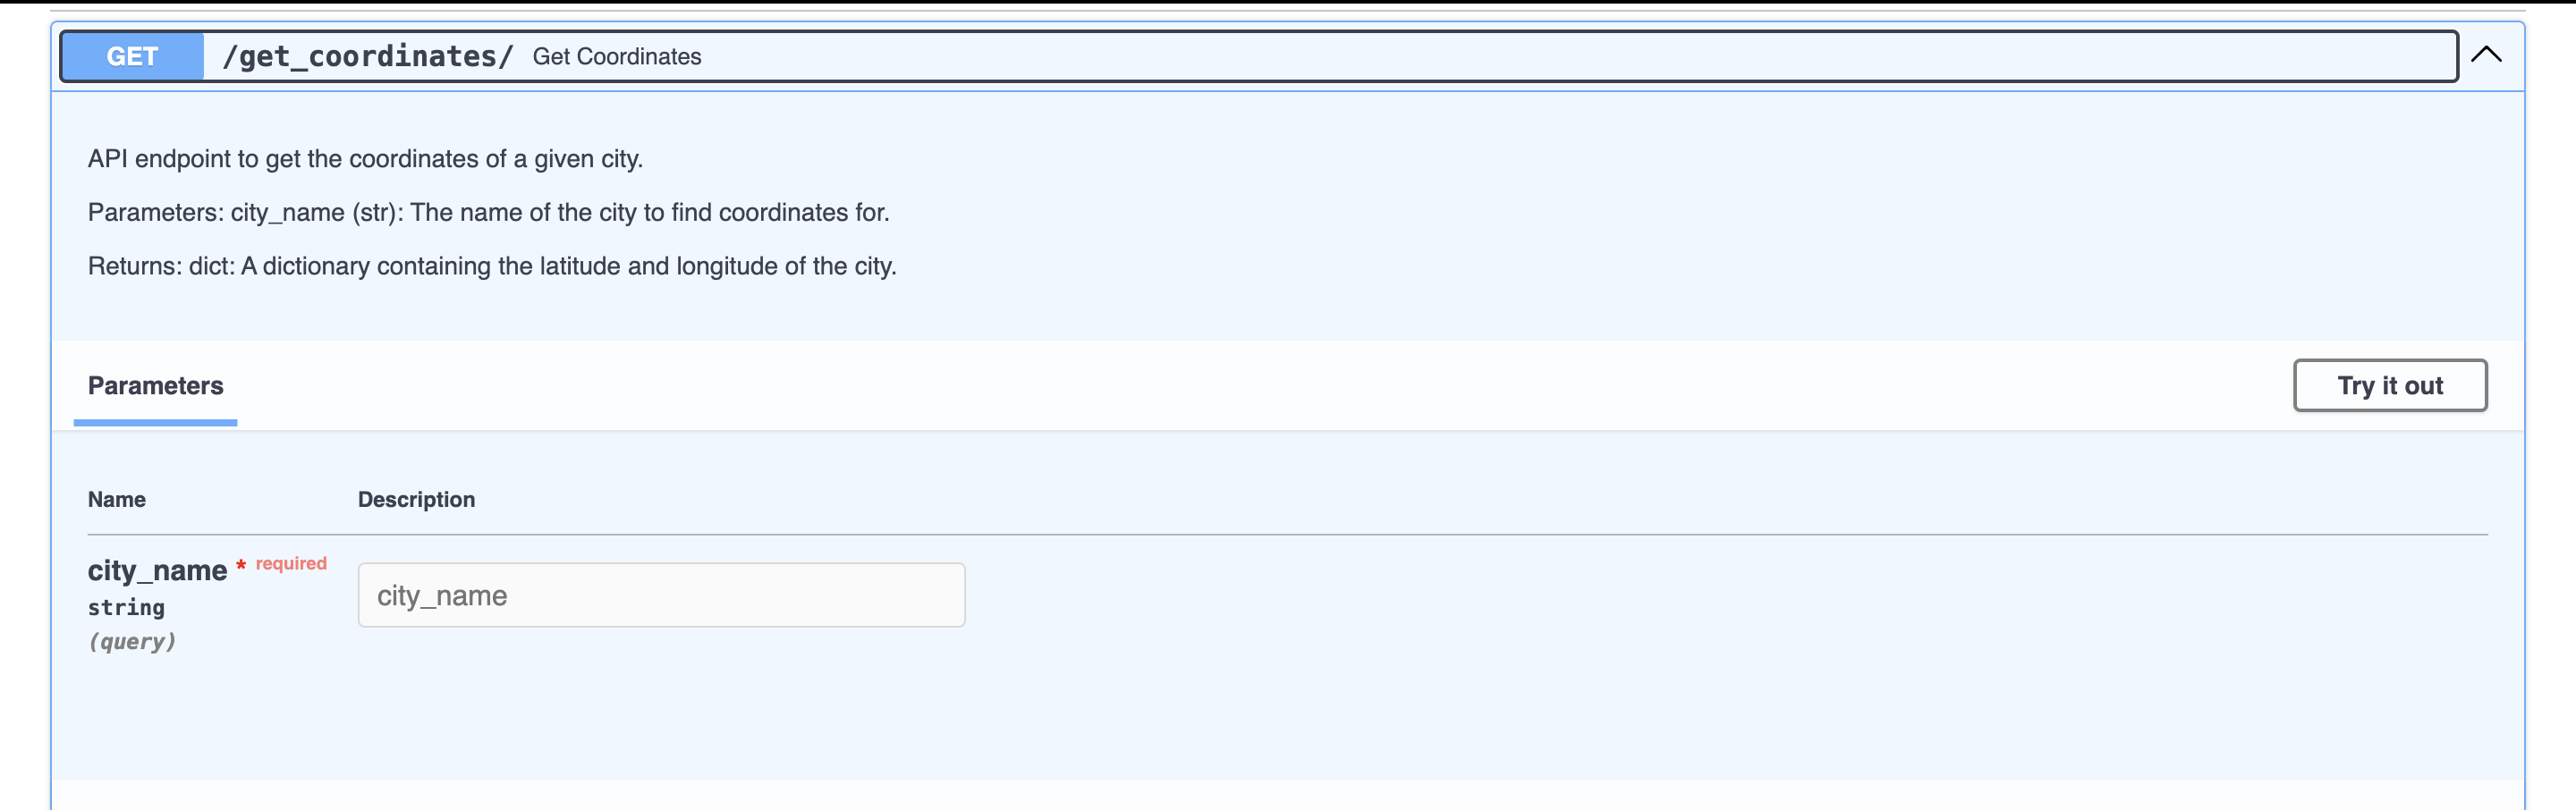 GET /get_coordinates/ Get Coordinates
API endpoint to get the coordinates of a given city.
Parameters: city_name (str): The name of the city to find coordinates for.
Returns: dict: A dictionary containing the latitude and longitude of the city.
Parameters Try it out
Name Description
city_name * required
string
(query)
city_name